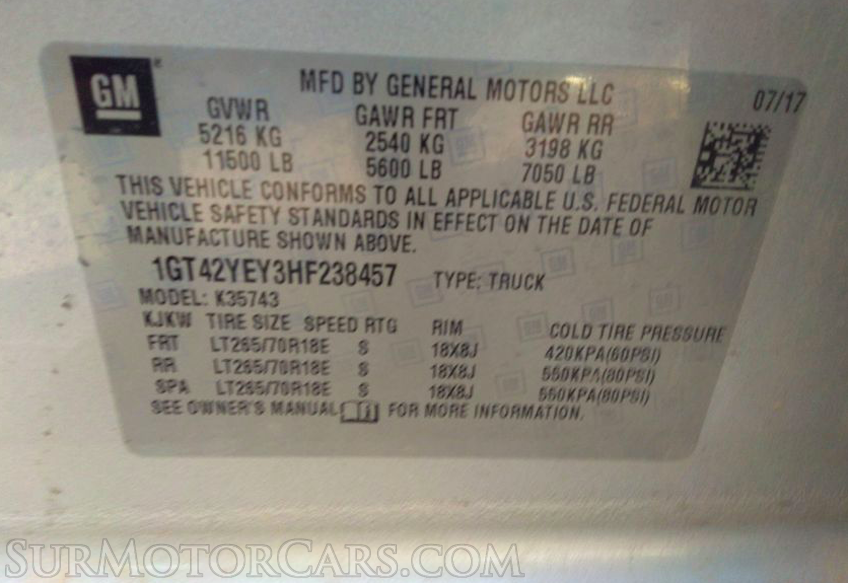 GM
MFD BY GENERAL MOTORS LLC
07/17
GVWR GAWR FRT GAWR RR
5216 KG 2540 KG 3198 KG
11500 LB 5600 LB 7050 LB
THIS VEHICLE CONFORMS TO ALL APPLICABLE U.S. FEDERAL MOTOR
VEHICLE SAFETY STANDARDS IN EFFECT ON THE DATE OF
MANUFACTURE SHOWN ABOVE.
1GT42YEY3HF238457 TYPE: TRUCK
MODEL: K35743
KJKW TIRE SIZE SPEED RTG RIM COLD TIRE PRESSURE
FRT LT265/70R18E S 18X8J 420KPA(60PSI)
RR LT265/70R18E S 18X8J 550KPA(80PSI)
SPA LT265/70R18E S 18X8J 550KPA(80PSI)
SEE OWNER'S MANUAL FOR MORE INFORMATION.
SURMOTORCARS.COM